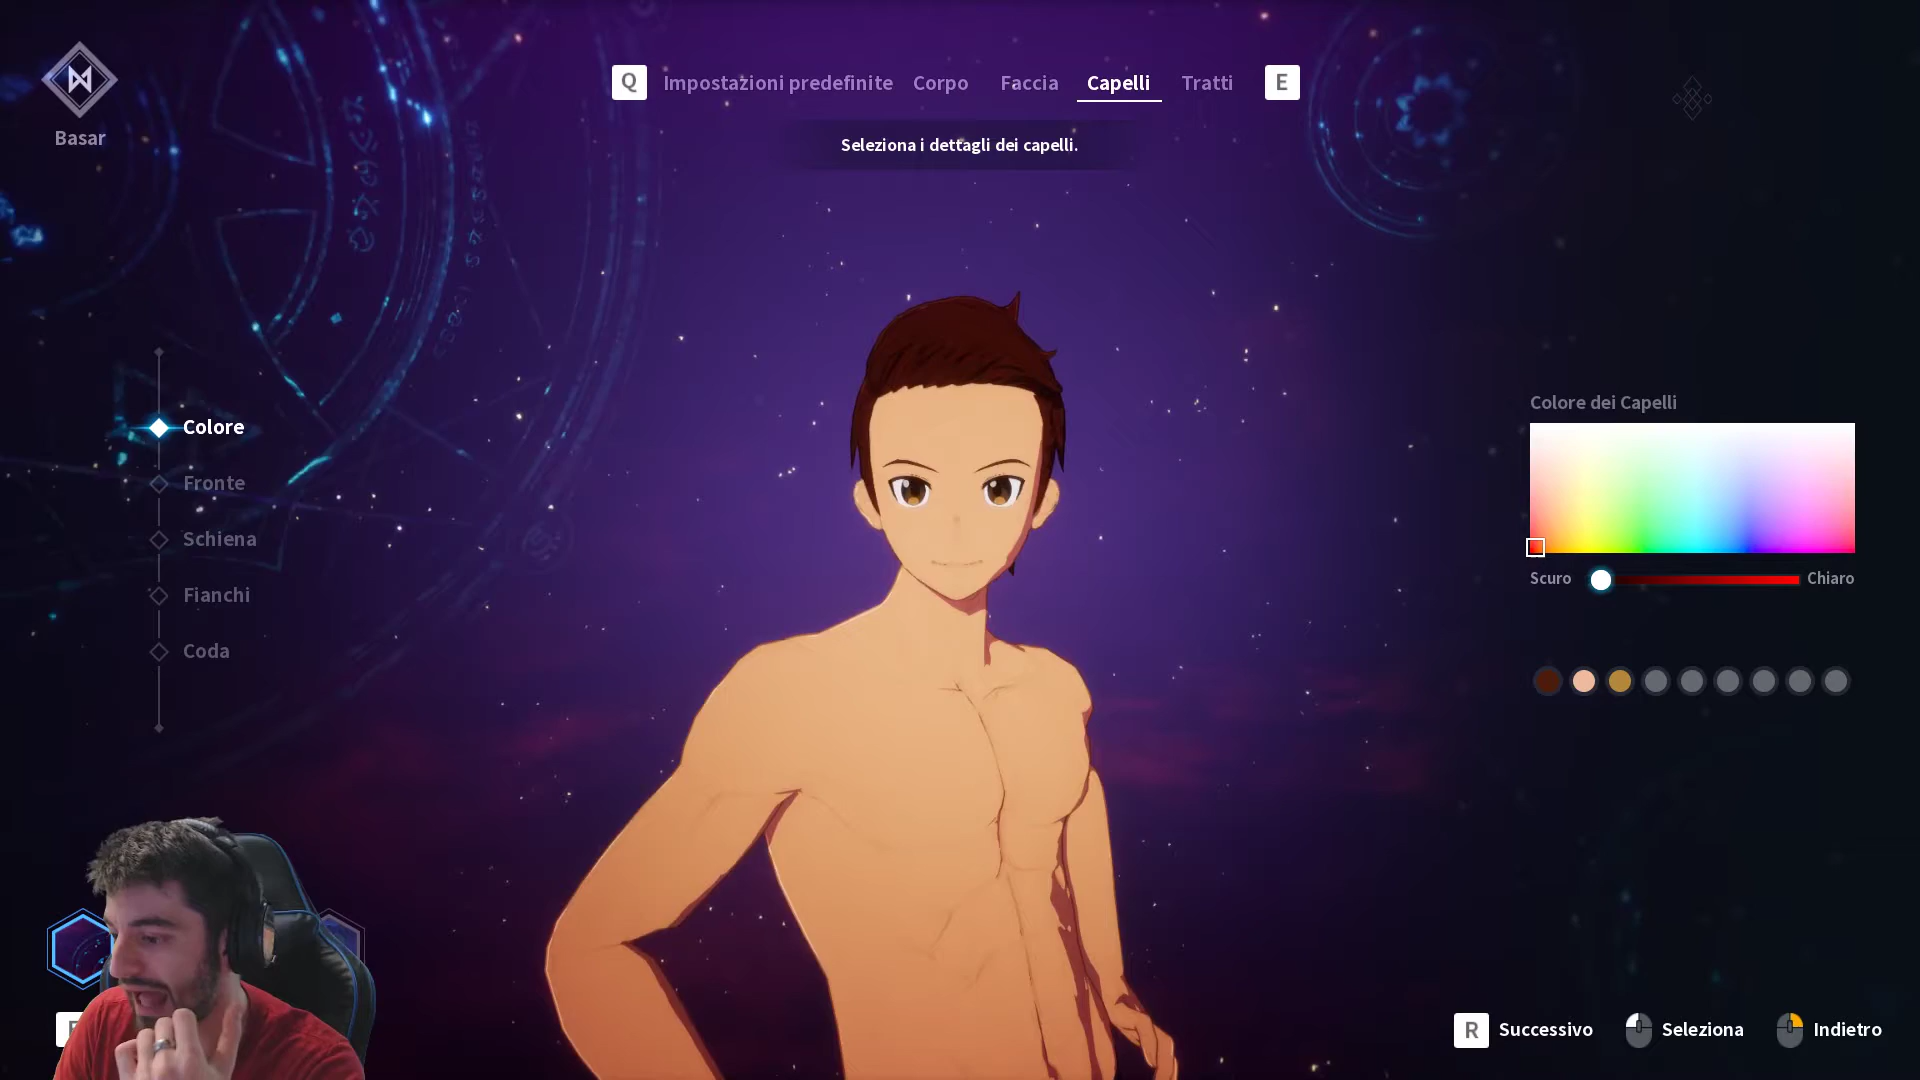 Basar
Q Impostazioni predefinite Corpo Faccia Capelli Tratti E
Seleziona i dettagli dei capelli.
Colore
Fronte
Schiena
Fianchi
Coda
Colore dei Capelli
Scuro Chiaro
R Successivo Seleziona Indietro